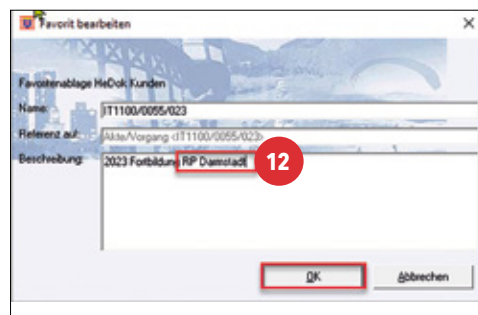 Favorit bearbeiten
Favoritenablage HeDok Kunden
Name: IT1100/0055/023
Referenz auf: Akte/Vorgang <IT1100/0055/023>
Beschreibung: 2023 Fortbildung RP Darmstadt
12
OK Abbrechen